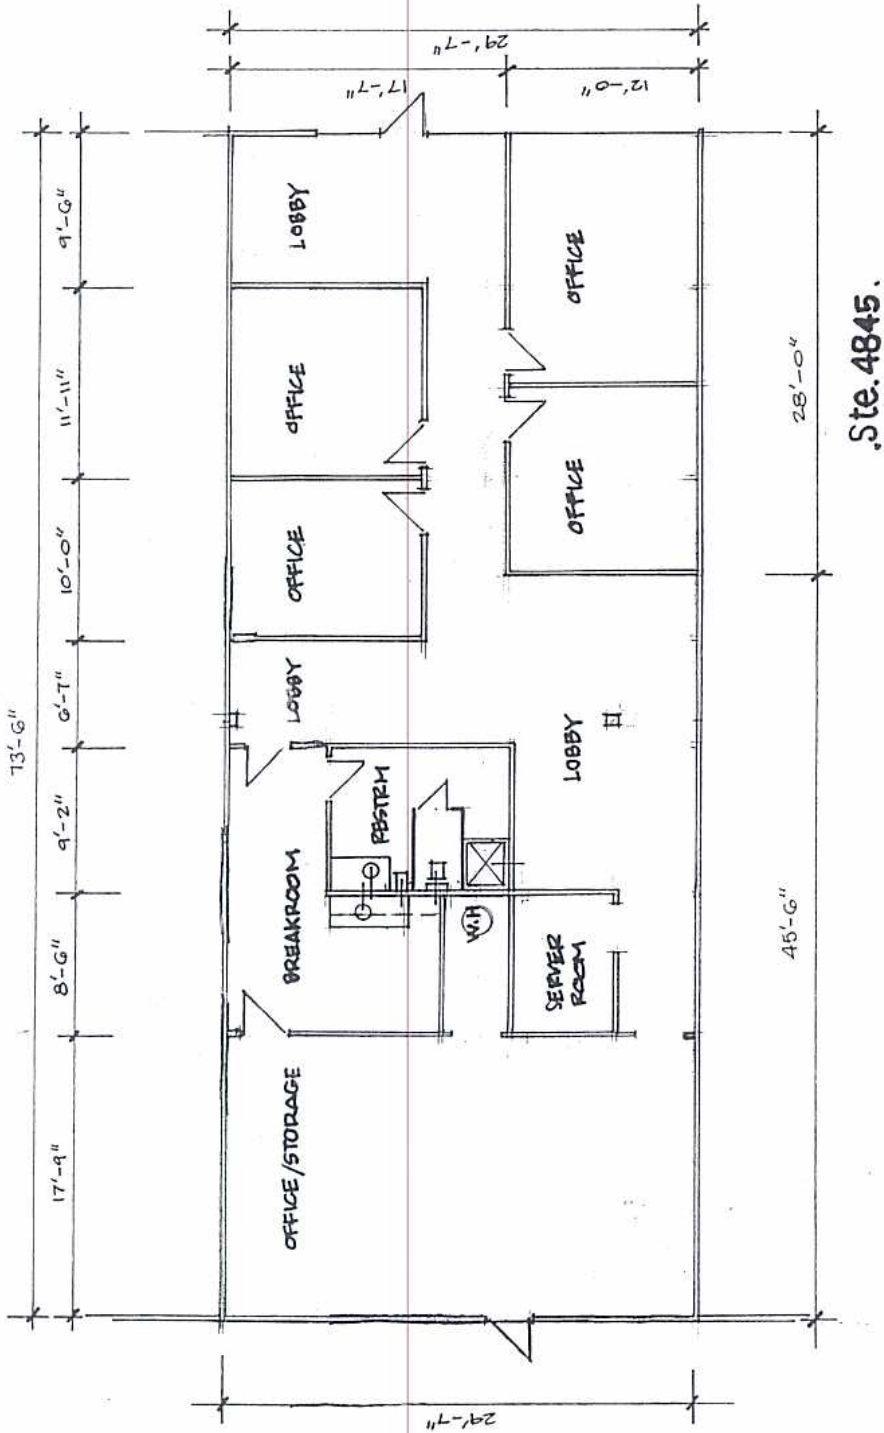 73'-6"
17'-9"
8'-6"
9'-2"
6'-7"
10'-0"
11'-11"
9'-6"
29'-7"
17'-7"
12'-0"
29'-7"
OFFICE/STORAGE
BREAKROOM
RESTRM
LOBBY
OFFICE
OFFICE
LOBBY
W.H
SERVER
ROOM
LOBBY
OFFICE
OFFICE
45'-6"
28'-0"
Ste. 4845.